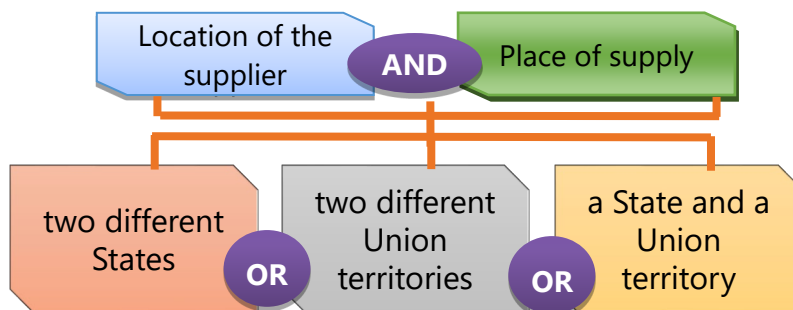 Location of the
supplier
AND
Place of supply
two different
States
OR
two different
Union
territories
OR
a State and a
Union
territory